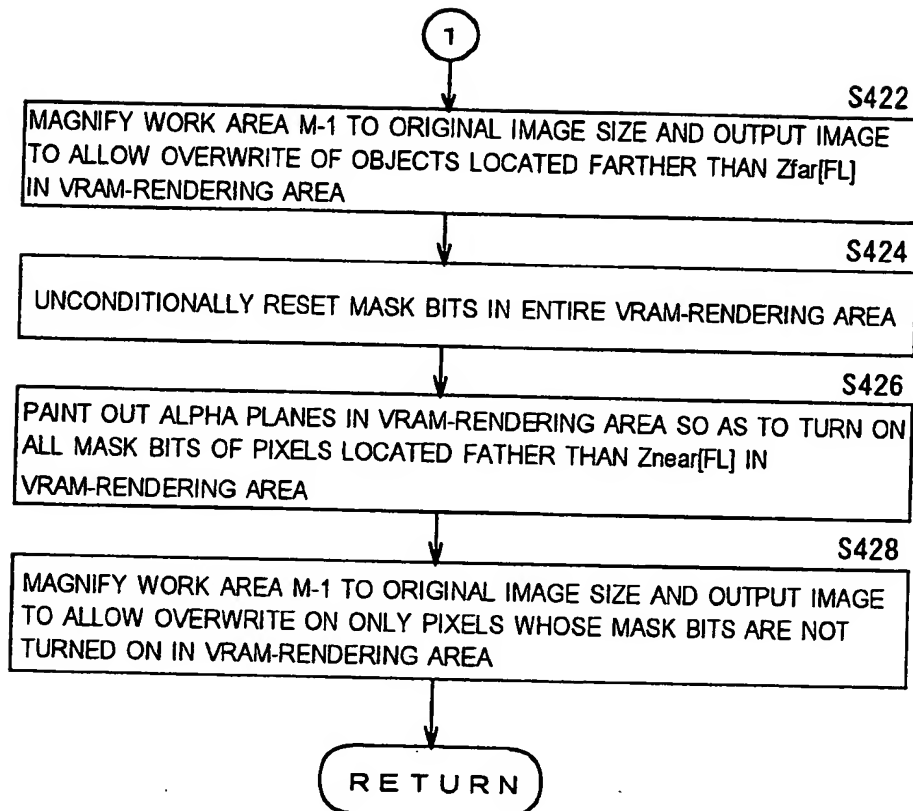 1
S422
MAGNIFY WORK AREA M-1 TO ORIGINAL IMAGE SIZE AND OUTPUT IMAGE
TO ALLOW OVERWRITE OF OBJECTS LOCATED FARTHER THAN Zfar[FL]
IN VRAM-RENDERING AREA
S424
UNCONDITIONALLY RESET MASK BITS IN ENTIRE VRAM-RENDERING AREA
S426
PAINT OUT ALPHA PLANES IN VRAM-RENDERING AREA SO AS TO TURN ON
ALL MASK BITS OF PIXELS LOCATED FATHER THAN Znear[FL] IN
VRAM-RENDERING AREA
S428
MAGNIFY WORK AREA M-1 TO ORIGINAL IMAGE SIZE AND OUTPUT IMAGE
TO ALLOW OVERWRITE ON ONLY PIXELS WHOSE MASK BITS ARE NOT
TURNED ON IN VRAM-RENDERING AREA
RETURN